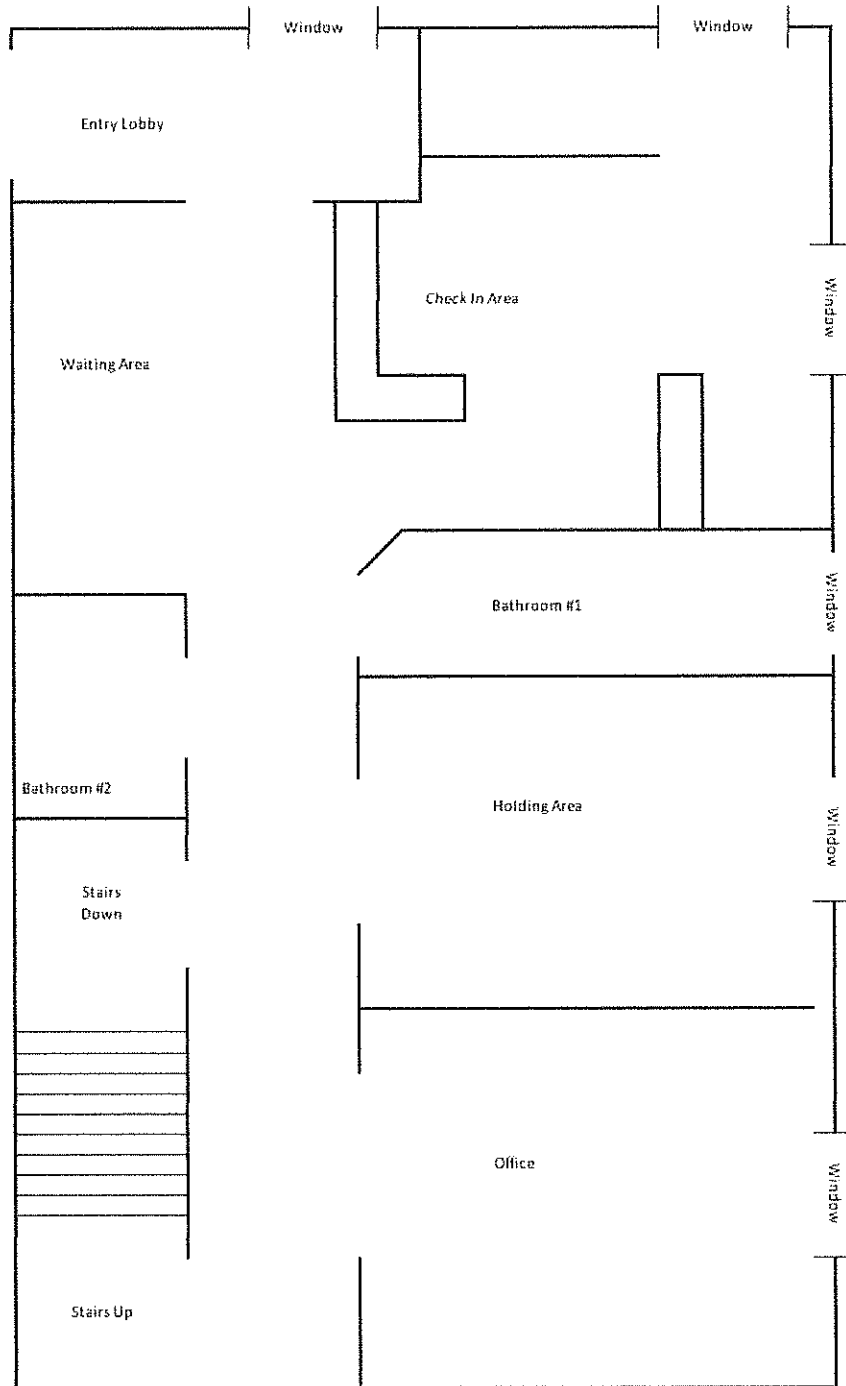 Window
Window
Entry Lobby
Check In Area
Window
Waiting Area
Window
Bathroom #1
Bathroom #2
Holding Area
Window
Stairs
Down
Office
Window
Stairs Up